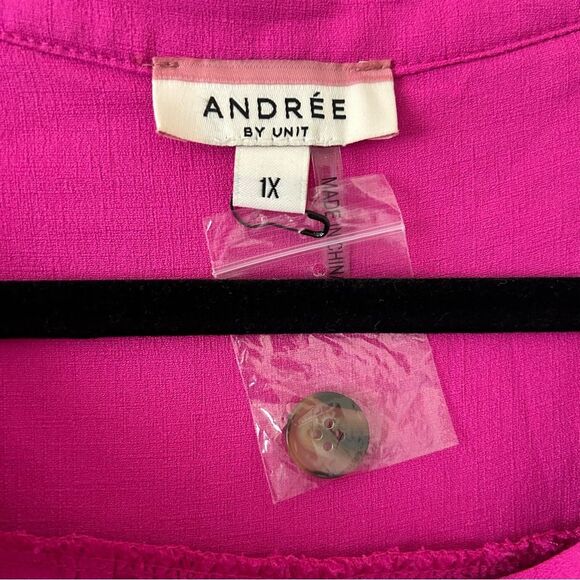 ANDRÉE
BY UNIT
1X
MADE IN CHINA